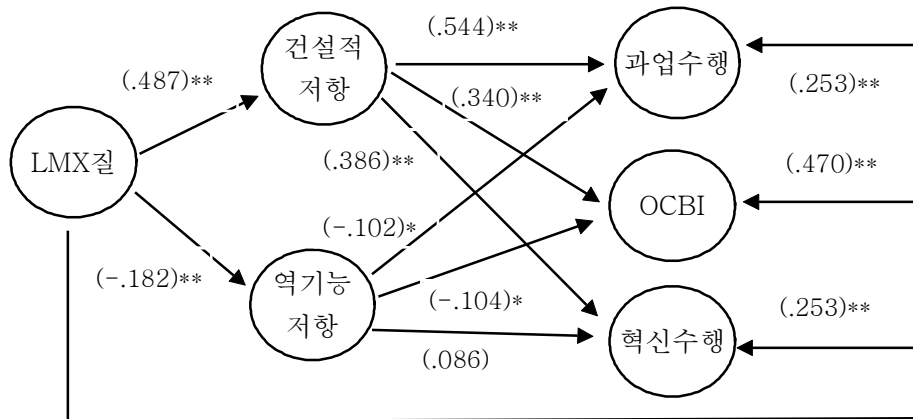 (.544)**
건설적
저항
과업수행
(.487)**
(.340)**
(.253)**
LMX질
(.386)**
(.470)**
OCBI
(-.102)*
(-.182)**
역기능
저항
(-.104)*
(.253)**
혁신수행
(.086)